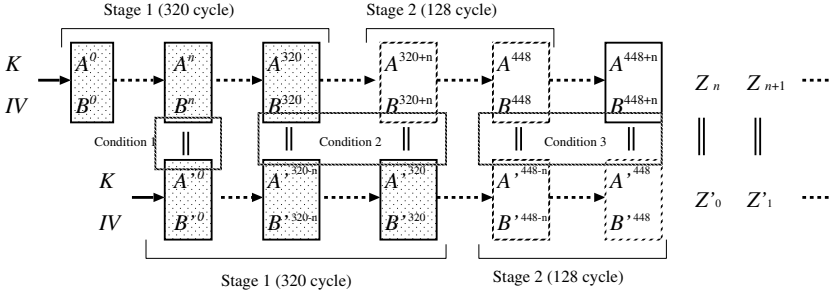 Stage 1 (320 cycle)
Stage 2 (128 cycle)
K
IV
A^0 A^n A^320 A^320+n A^448 A^448+n
B^0 B^n B^320 B^320+n B^448 B^448+n
Z_n Z_n+1
Condition 1 || || Condition 2 || || Condition 3 || || ||
K
IV
A'^0 A'^320-n A'^320 A'^448-n A'^448
B'^0 B'^320-n B'^320 B'^448-n B'^448
Z'_0 Z'_1
Stage 1 (320 cycle)
Stage 2 (128 cycle)